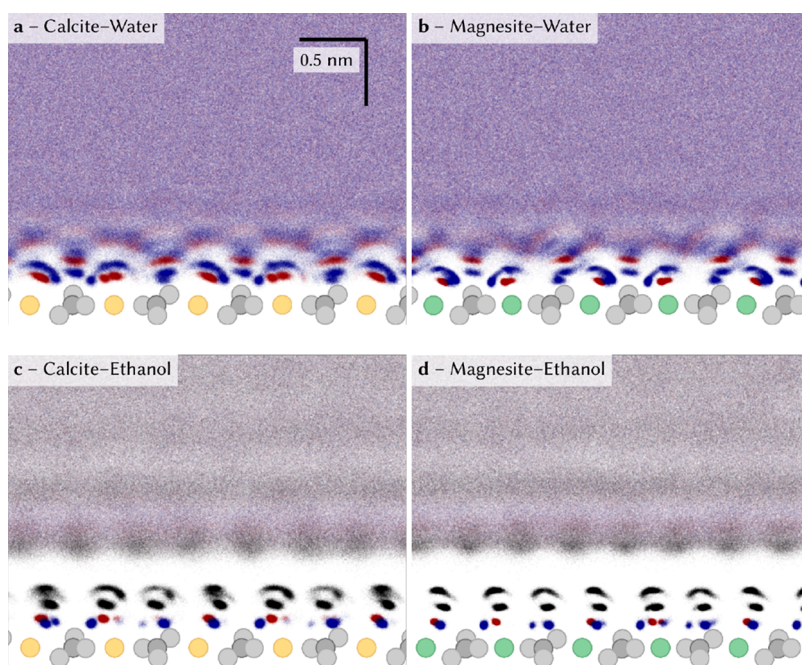 a – Calcite–Water
0.5 nm
b – Magnesite–Water
c – Calcite–Ethanol
d – Magnesite–Ethanol